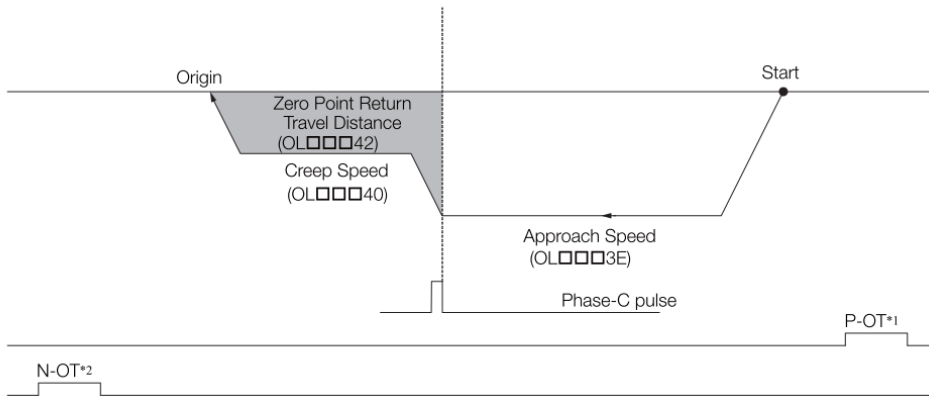 Origin
Start
Zero Point Return
Travel Distance
(OL□□□42)
Creep Speed
(OL□□□40)
Approach Speed
(OL□□□3E)
Phase-C pulse
P-OT*1
N-OT*2